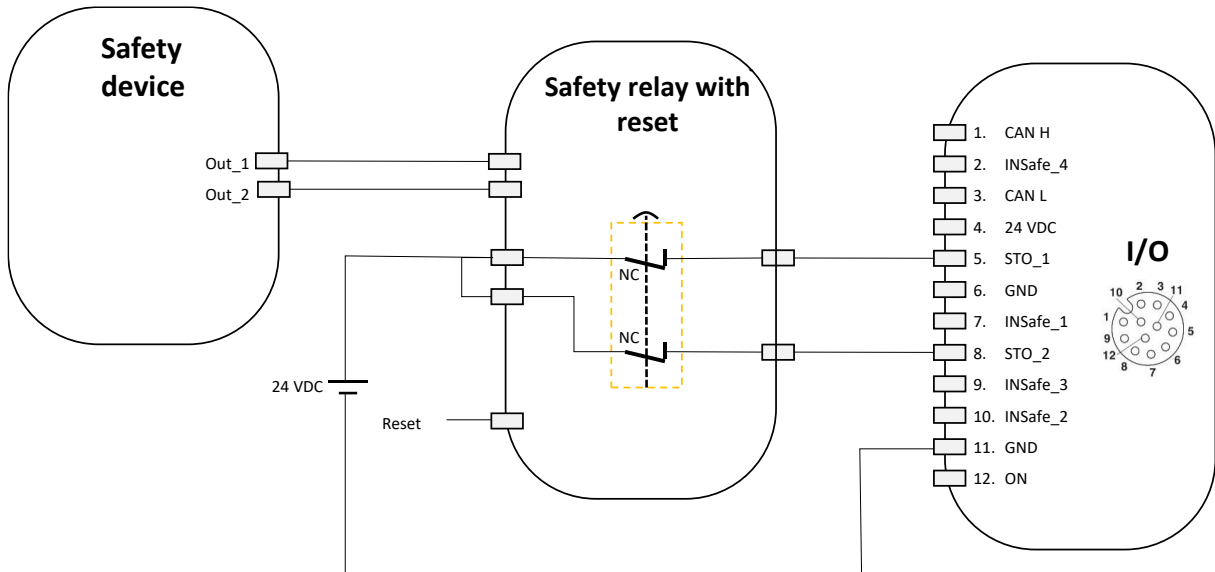 Safety
device
Out_1
Out_2
Safety relay with
reset
NC
NC
24 VDC
Reset
1. CAN H
2. INSafe_4
3. CAN L
4. 24 VDC
5. STO_1
6. GND
7. INSafe_1
8. STO_2
9. INSafe_3
10. INSafe_2
11. GND
12. ON
I/O
10 2 3 11
1 4
9 5
12 6
8 7